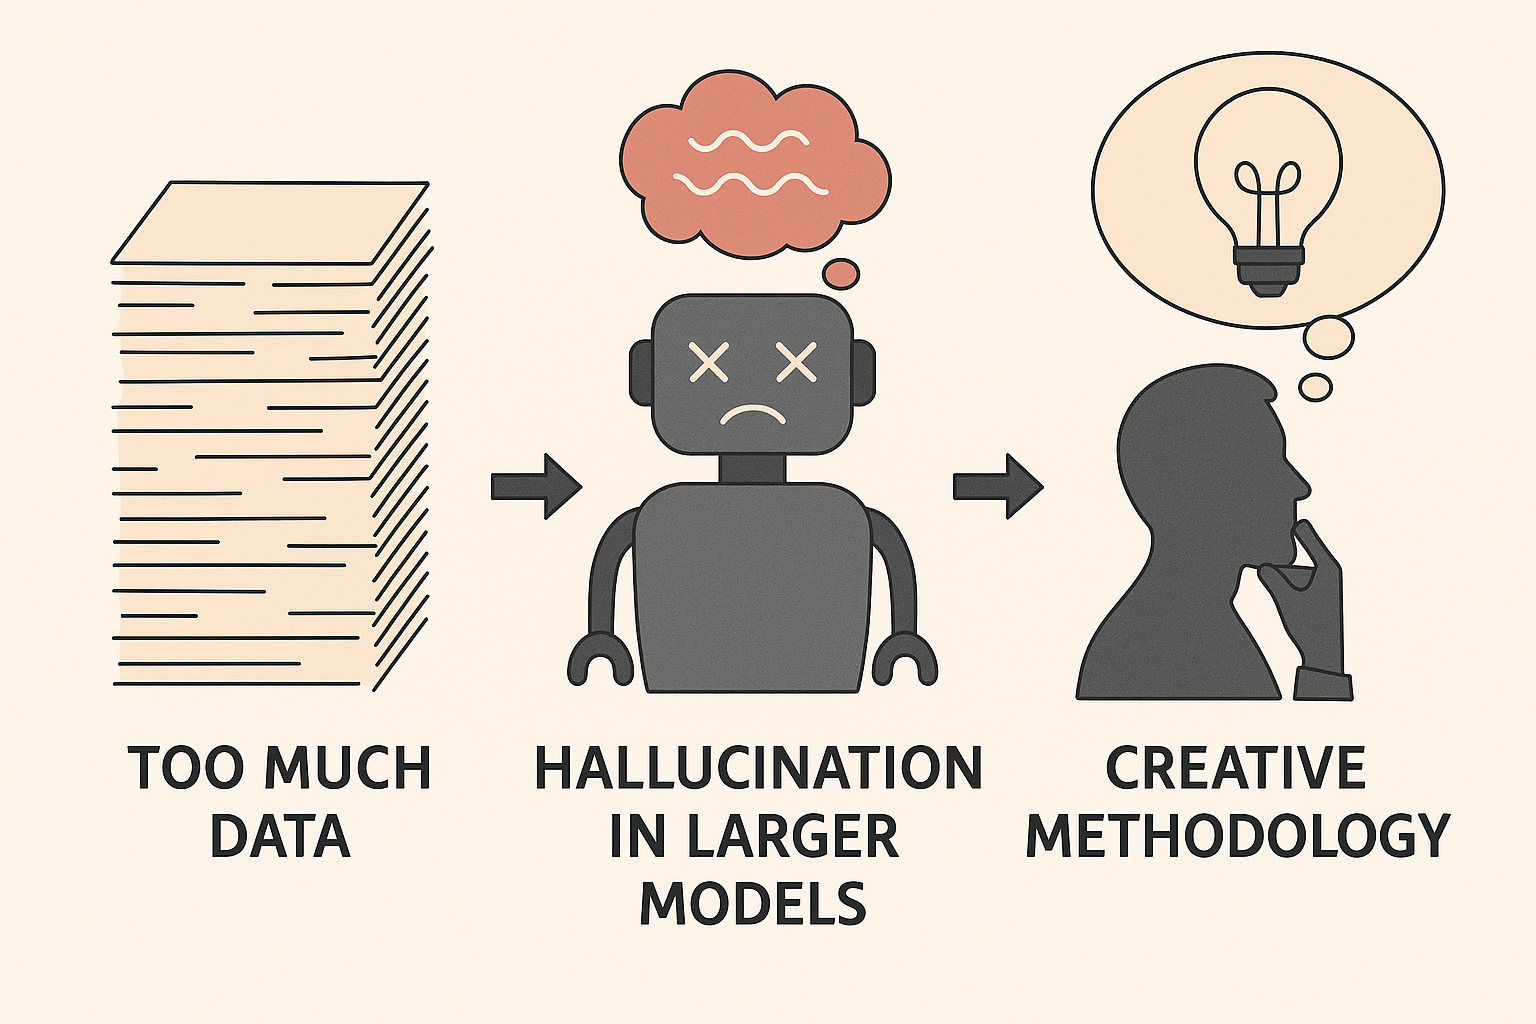 TOO MUCH
DATA
HALLUCINATION
IN LARGER
MODELS
CREATIVE
METHODOLOGY